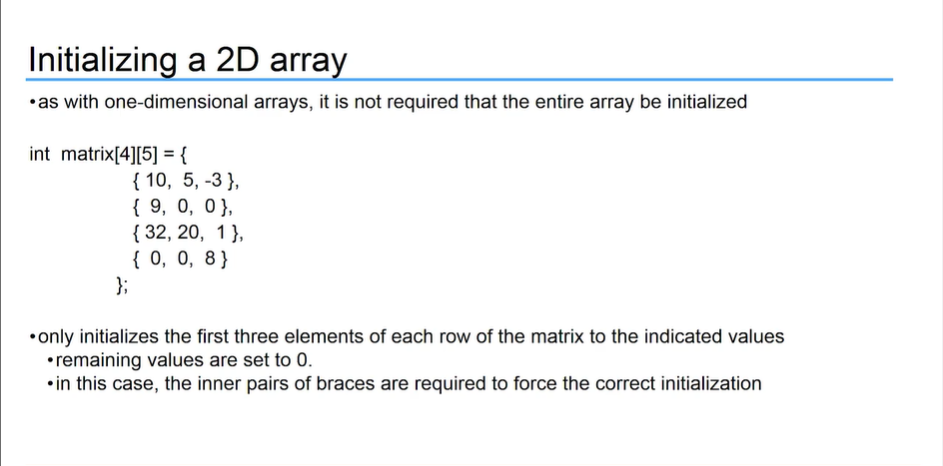 Initializing a 2D array
•as with one-dimensional arrays, it is not required that the entire array be initialized
int  matrix[4][5] = {
{ 10,  5, -3 },
{  9,  0,  0 },
{ 32, 20,  1 },
{  0,  0,  8 }
};
•only initializes the first three elements of each row of the matrix to the indicated values
•remaining values are set to 0.
•in this case, the inner pairs of braces are required to force the correct initialization